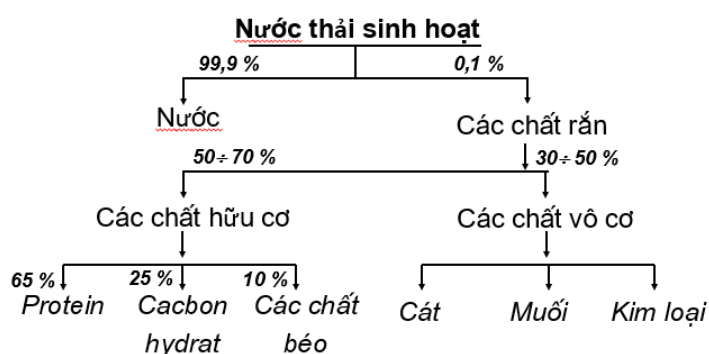 Nước thải sinh hoạt
99,9 % 0,1 %
Nước Các chất rắn
50÷ 70 % 30÷ 50 %
Các chất hữu cơ Các chất vô cơ
65 % 25 % 10 %
Protein Cacbon Các chất Cát Muối Kim loại
hydrat béo